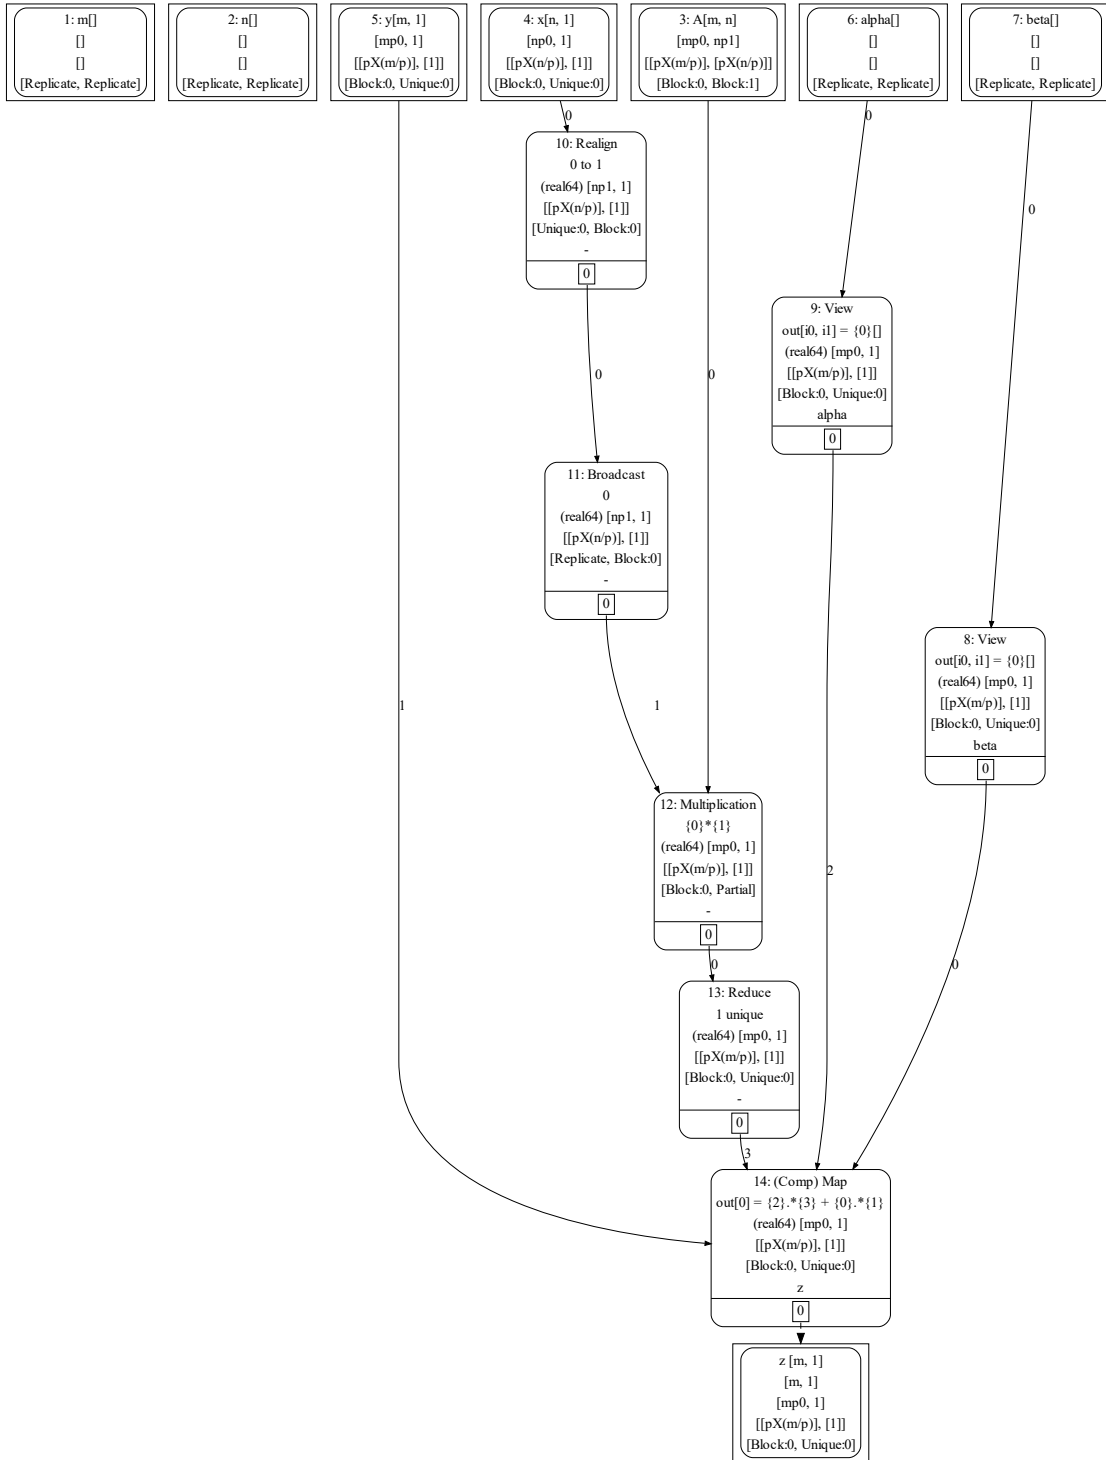 1: m[]
[]
[]
[Replicate, Replicate]
2: n[]
[]
[]
[Replicate, Replicate]
5: y[m, 1]
[mp0, 1]
[[pX(m/p)], [1]]
[Block:0, Unique:0]
4: x[n, 1]
[np0, 1]
[[pX(n/p)], [1]]
[Block:0, Unique:0]
3: A[m, n]
[mp0, np1]
[[pX(m/p)], [pX(n/p)]]
[Block:0, Block:1]
6: alpha[]
[]
[]
[Replicate, Replicate]
7: beta[]
[]
[]
[Replicate, Replicate]
0
0
10: Realign
0 to 1
(real64) [np1, 1]
[[pX(n/p)], [1]]
[Unique:0, Block:0]
-
0
0
9: View
out[i0, i1] = {0}[]
(real64) [mp0, 1]
[[pX(m/p)], [1]]
[Block:0, Unique:0]
alpha
0
0
0
11: Broadcast
0
(real64) [np1, 1]
[[pX(n/p)], [1]]
[Replicate, Block:0]
-
0
8: View
out[i0, i1] = {0}[]
(real64) [mp0, 1]
[[pX(m/p)], [1]]
[Block:0, Unique:0]
beta
0
1
1
12: Multiplication
{0}*{1}
(real64) [mp0, 1]
[[pX(m/p)], [1]]
[Block:0, Partial]
-
0
2
0
0
13: Reduce
1 unique
(real64) [mp0, 1]
[[pX(m/p)], [1]]
[Block:0, Unique:0]
-
0
3
14: (Comp) Map
out[0] = {2}.*{3} + {0}.*{1}
(real64) [mp0, 1]
[[pX(m/p)], [1]]
[Block:0, Unique:0]
z
0
z [m, 1]
[m, 1]
[mp0, 1]
[[pX(m/p)], [1]]
[Block:0, Unique:0]